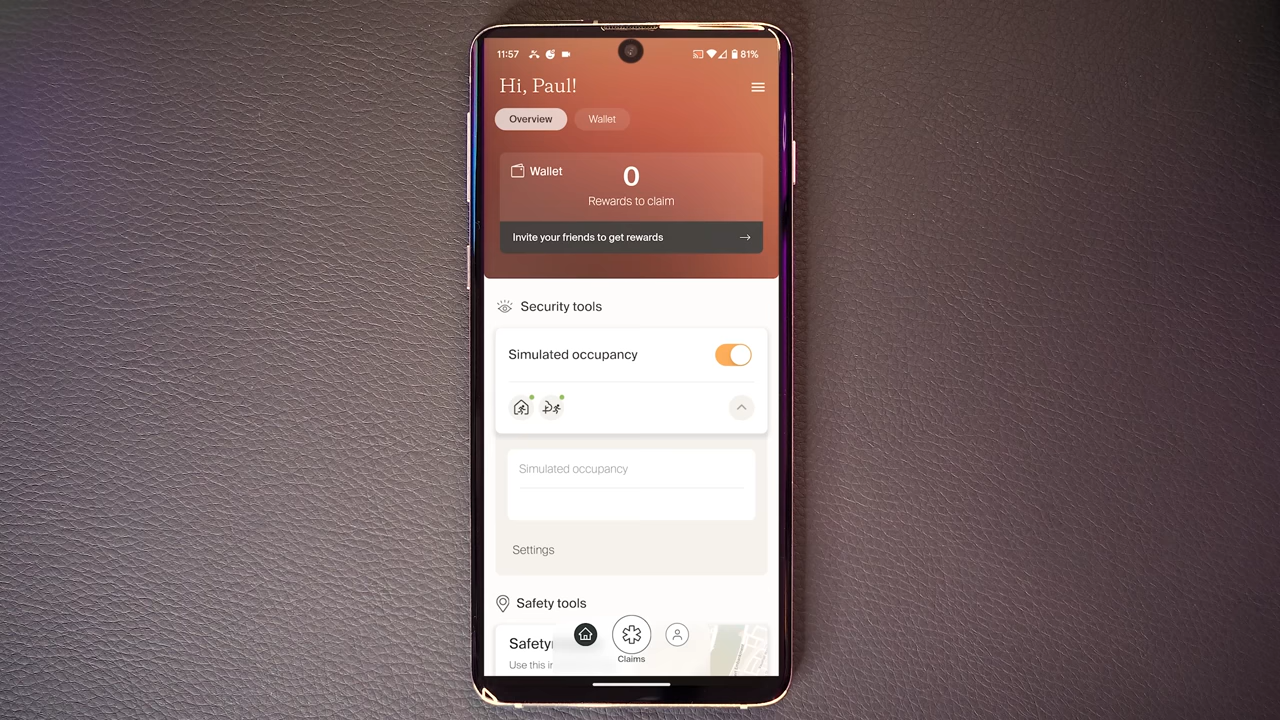 11:57
81%
Hi, Paul!
Overview
Wallet
Wallet
0
Rewards to claim
Invite your friends to get rewards
Security tools
Simulated occupancy
Simulated occupancy
Settings
Safety tools
Safety
Use this
Claims